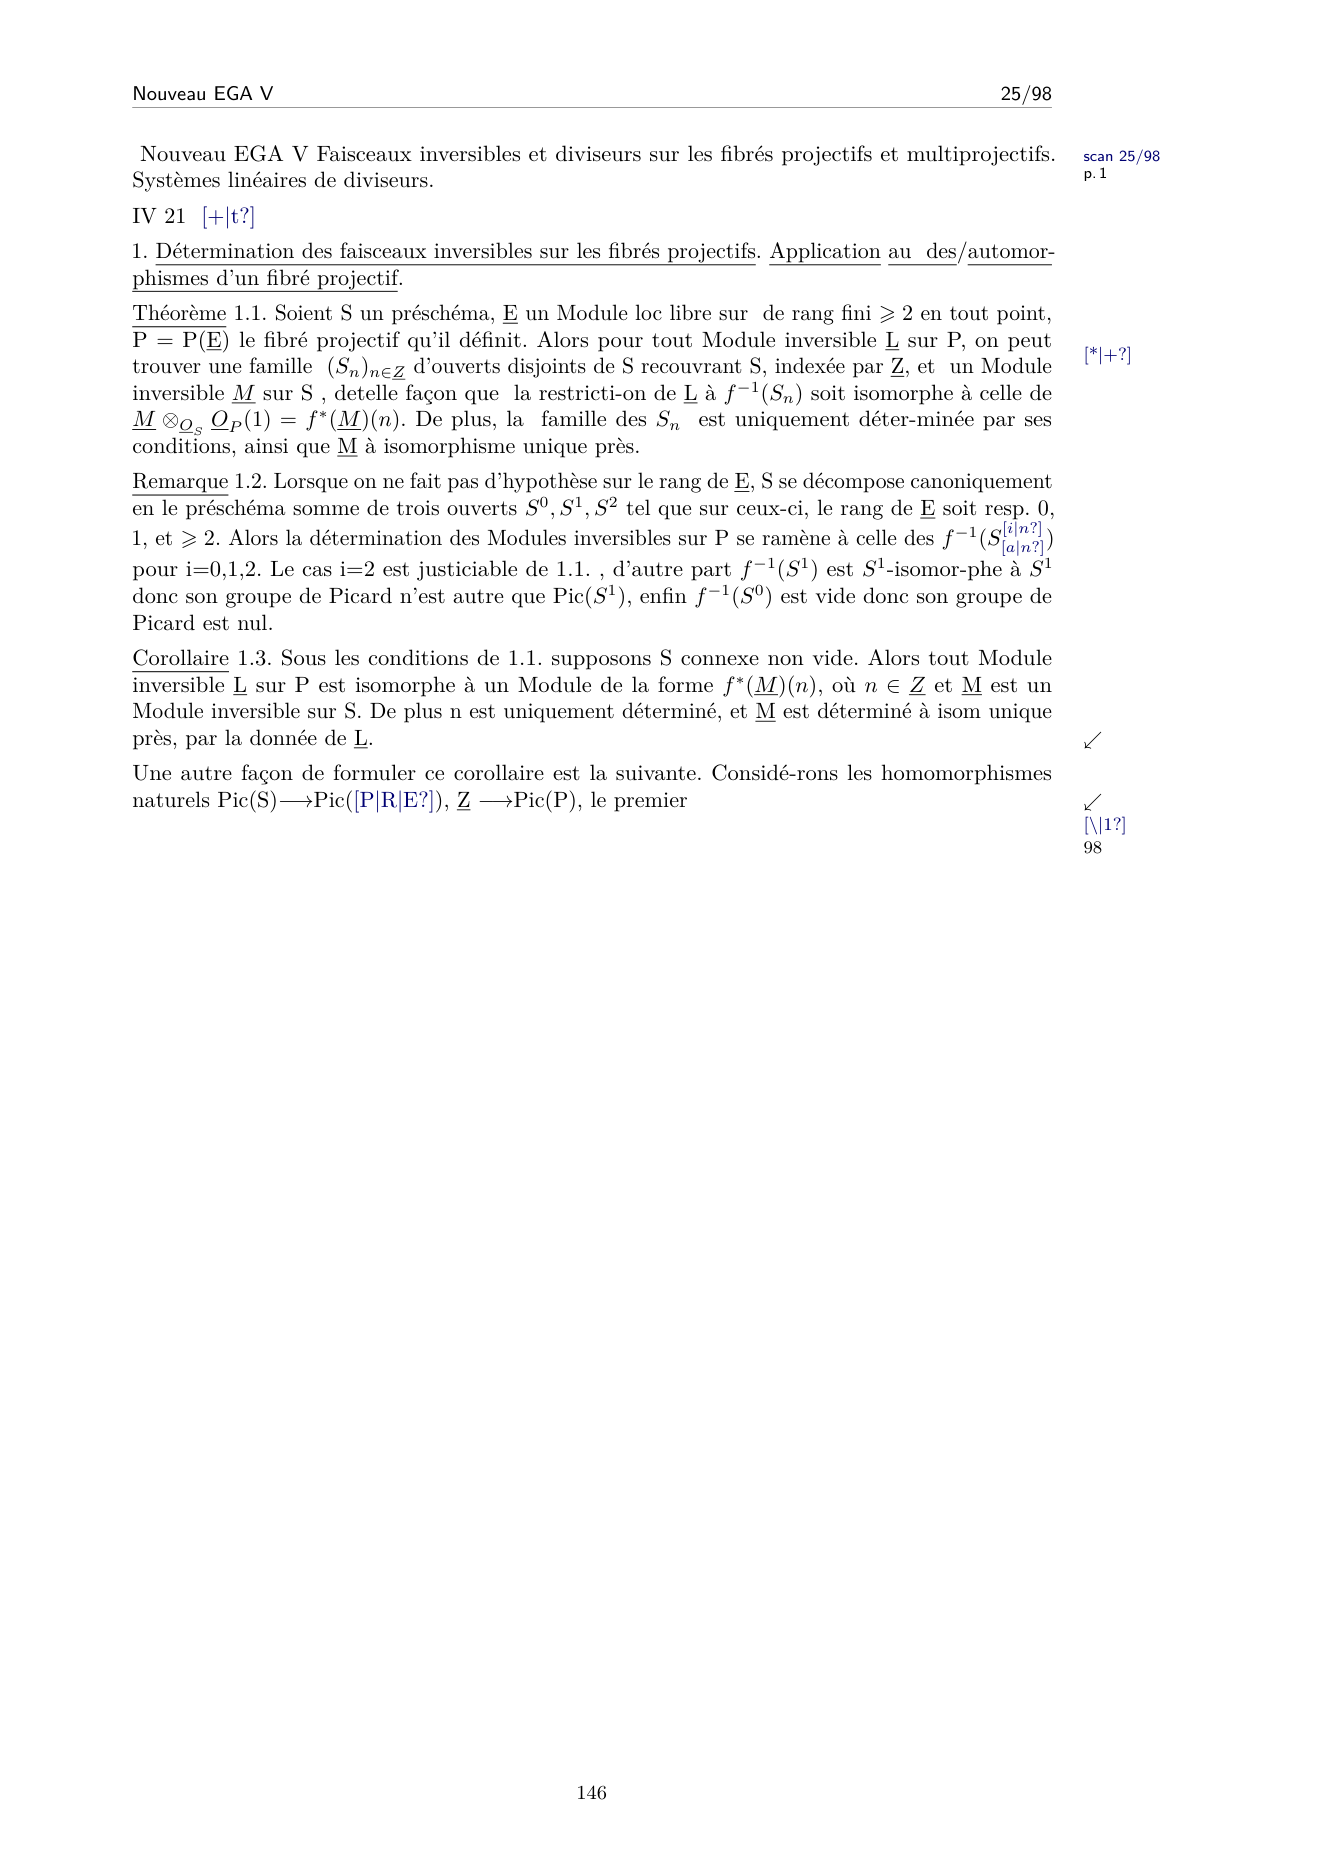 Nouveau EGA V 25/98
Nouveau EGA V Faisceaux inversibles et diviseurs sur les fibrés projectifs et multiprojectifs. scan 25/98
Systèmes linéaires de diviseurs. p. 1
IV 21 [+|t?]
1. Détermination des faisceaux inversibles sur les fibrés projectifs. Application au des/automor-
phismes d'un fibré projectif.
Théorème 1.1. Soient S un préschéma, E un Module loc libre sur de rang fini ⩾ 2 en tout point,
P = P(E) le fibré projectif qu'il définit. Alors pour tout Module inversible L sur P, on peut [*|+?]
trouver une famille (S_n)_{n∈Z} d'ouverts disjoints de S recouvrant S, indexée par Z, et un Module
inversible M sur S , detelle façon que la restricti-on de L à f^{-1}(S_n) soit isomorphe à celle de
M ⊗_{O_S} O_P(1) = f^*(M)(n). De plus, la famille des S_n est uniquement déter-minée par ses
conditions, ainsi que M à isomorphisme unique près.
Remarque 1.2. Lorsque on ne fait pas d'hypothèse sur le rang de E, S se décompose canoniquement
en le préschéma somme de trois ouverts S^0, S^1, S^2 tel que sur ceux-ci, le rang de E soit resp. 0,
1, et ⩾ 2. Alors la détermination des Modules inversibles sur P se ramène à celle des f^{-1}(S^{[i|n?]}_{[a|n?]})
pour i=0,1,2. Le cas i=2 est justiciable de 1.1. , d'autre part f^{-1}(S^1) est S^1-isomor-phe à S^1
donc son groupe de Picard n'est autre que Pic(S^1), enfin f^{-1}(S^0) est vide donc son groupe de
Picard est nul.
Corollaire 1.3. Sous les conditions de 1.1. supposons S connexe non vide. Alors tout Module
inversible L sur P est isomorphe à un Module de la forme f^*(M)(n), où n ∈ Z et M est un
Module inversible sur S. De plus n est uniquement déterminé, et M est déterminé à isom unique
près, par la donnée de L. ↙
Une autre façon de formuler ce corollaire est la suivante. Considé-rons les homomorphismes
naturels Pic(S)⟶Pic([P|R|E?]), Z ⟶Pic(P), le premier ↙
[\|1?]
98
146